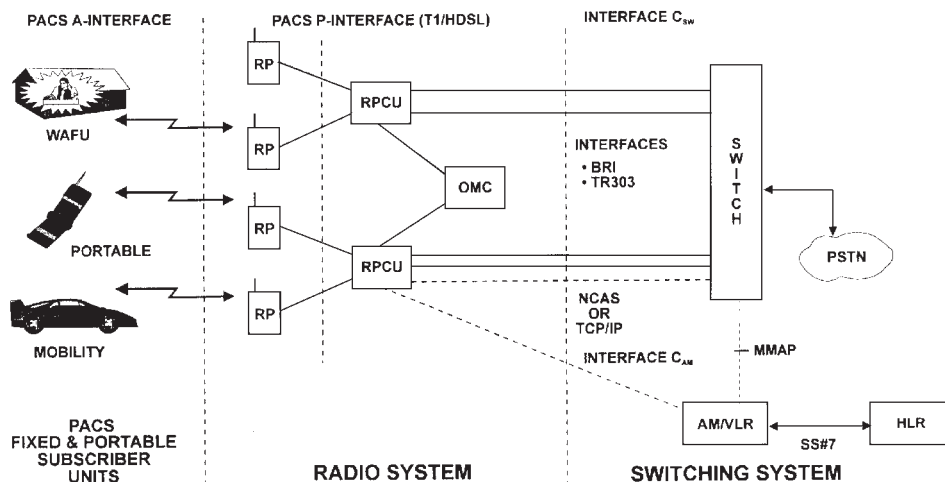 PACS A-INTERFACE
PACS P-INTERFACE (T1/HDSL)
INTERFACE CSW
RP
RPCU
WAFU
RP
INTERFACES
• BRI
• TR303
SWITCH
OMC
RP
PORTABLE
RPCU
PSTN
RP
NCAS
OR
TCP/IP
MOBILITY
INTERFACE CAM
MMAP
AM/VLR
HLR
SS#7
PACS
FIXED & PORTABLE
SUBSCRIBER
UNITS
RADIO SYSTEM
SWITCHING SYSTEM